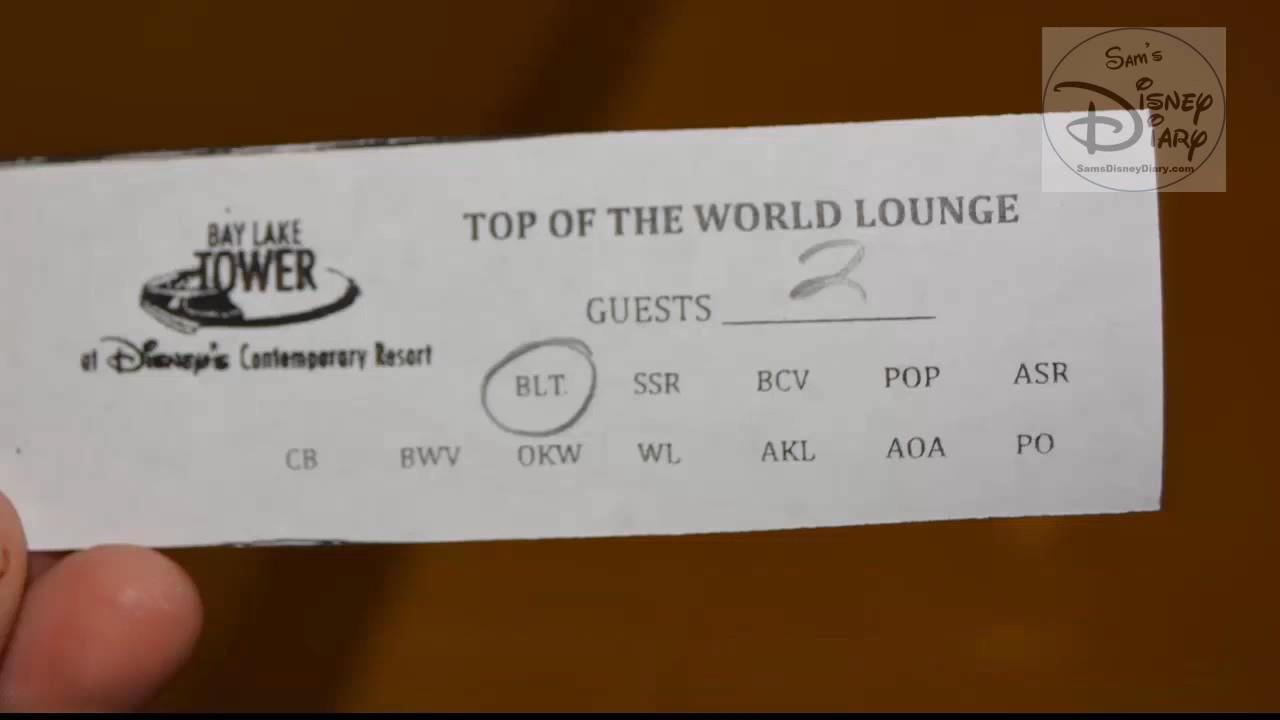 Sam's
Disney
Diary
SamsDisneyDiary.com
BAY LAKE
TOWER
at Disney's Contemporary Resort
TOP OF THE WORLD LOUNGE
GUESTS 2
BLT. SSR BCV POP ASR
CB BWV OKW WL AKL AOA PO